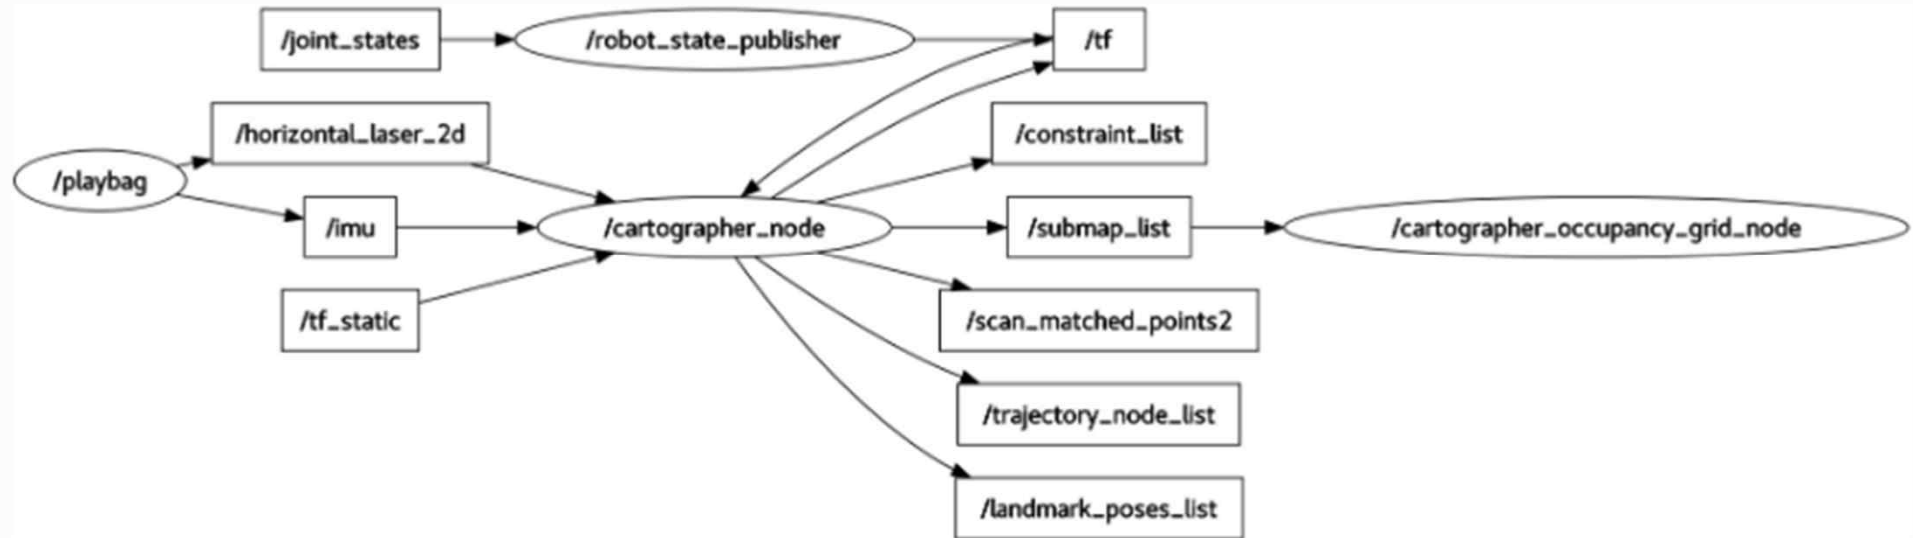 /joint_states
/robot_state_publisher
/tf
/horizontal_laser_2d
/constraint_list
/playbag
/imu
/cartographer_node
/submap_list
/cartographer_occupancy_grid_node
/tf_static
/scan_matched_points2
/trajectory_node_list
/landmark_poses_list